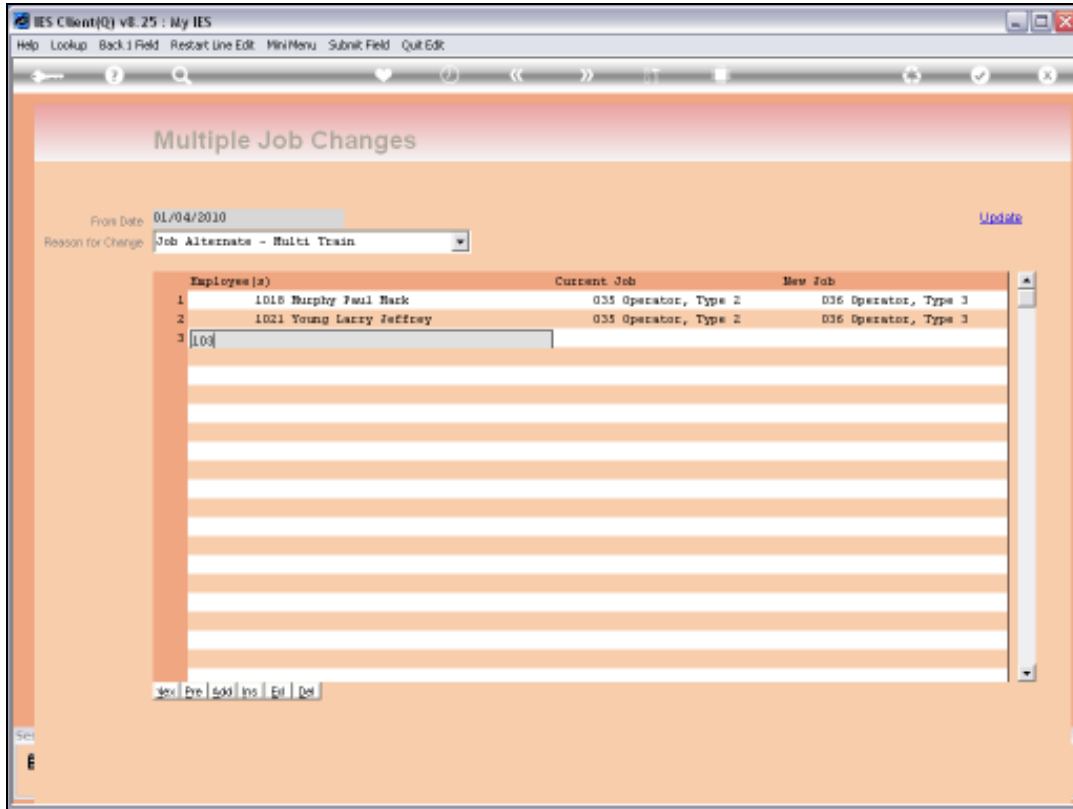 IES Client(Q) v8.25 : My IES
Help Lookup Back 1 Field Restart Line Edit MiniMenu Submit Field Quit Edit
Multiple Job Changes
From Date 01/04/2010 Update
Reason for Change Job Alternate - Multi Train
Employee(s) Current Job New Job
1 1018 Murphy Paul Mark 035 Operator, Type 2 036 Operator, Type 3
2 1021 Young Larry Jeffrey 035 Operator, Type 2 036 Operator, Type 3
3 103
Nex Pre Add Ins Edt Del
Ses